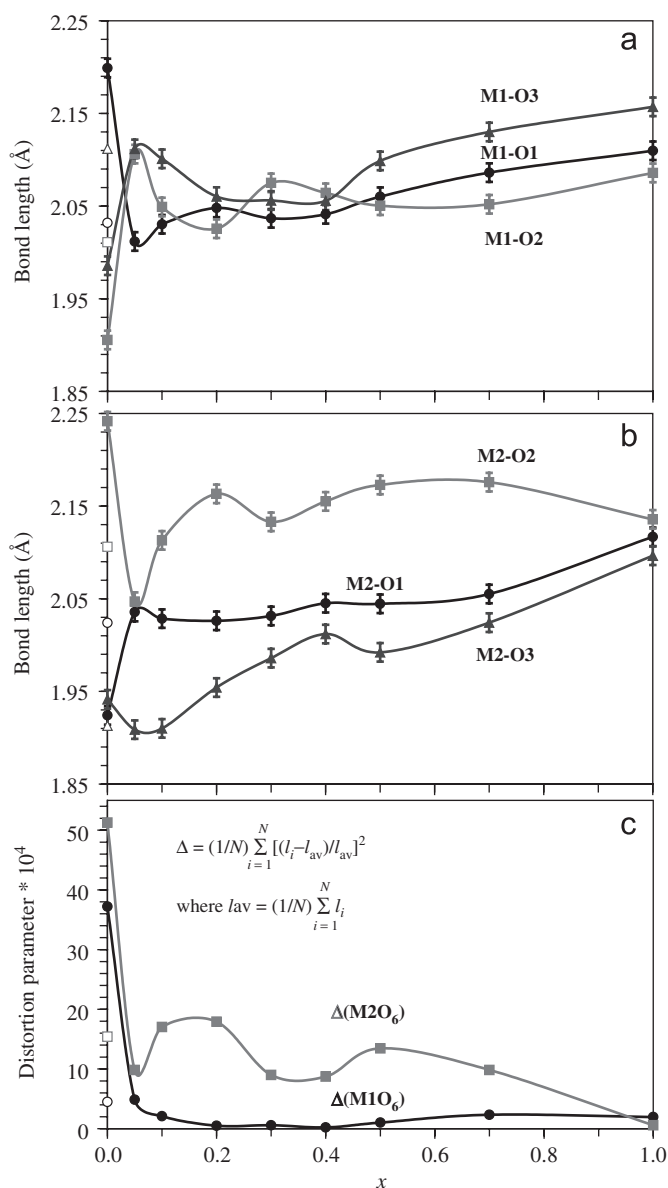 a
2.25
2.15
2.05
1.95
1.85
Bond length (Å)
M1-O3
M1-O1
M1-O2
b
2.25
2.15
2.05
1.95
1.85
Bond length (Å)
M2-O2
M2-O1
M2-O3
c
50
40
30
20
10
0
Distortion parameter * 10⁴
Δ = (1/N) ∑ᵢ₌₁ᴺ [(lᵢ–lₐᵥ)/lₐᵥ]²
where lav = (1/N) ∑ᵢ₌₁ᴺ lᵢ
Δ(M2O₆)
Δ(M1O₆)
0.0 0.2 0.4 0.6 0.8 1.0
x